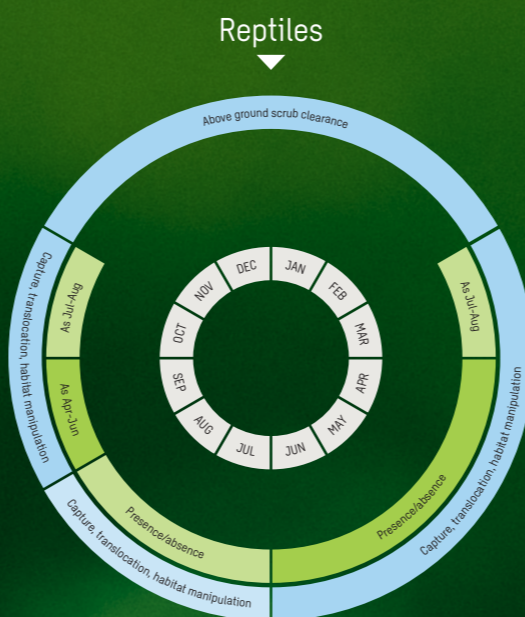 Reptiles
Above ground scrub clearance
Capture, translocation, habitat manipulation
As Jul-Aug
As Apr-Jun
Presence/absence
Capture, translocation, habitat manipulation
As Jul-Aug
Presence/absence
Capture, translocation, habitat manipulation
JAN
FEB
MAR
APR
MAY
JUN
JUL
AUG
SEP
OCT
NOV
DEC